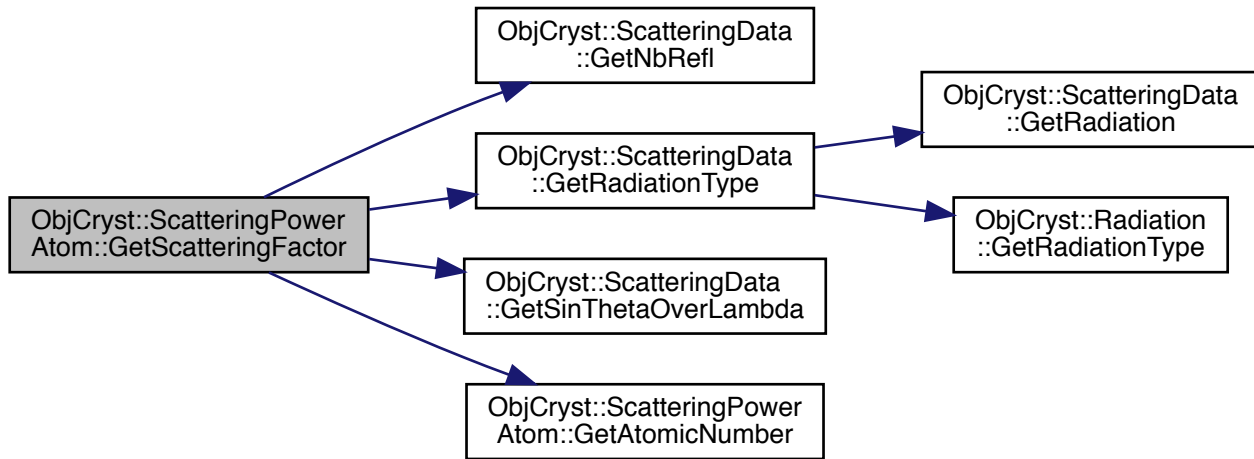 ObjCryst::ScatteringPower
Atom::GetScatteringFactor
ObjCryst::ScatteringData
::GetNbRefl
ObjCryst::ScatteringData
::GetRadiationType
ObjCryst::ScatteringData
::GetSinThetaOverLambda
ObjCryst::ScatteringPower
Atom::GetAtomicNumber
ObjCryst::ScatteringData
::GetRadiation
ObjCryst::Radiation
::GetRadiationType